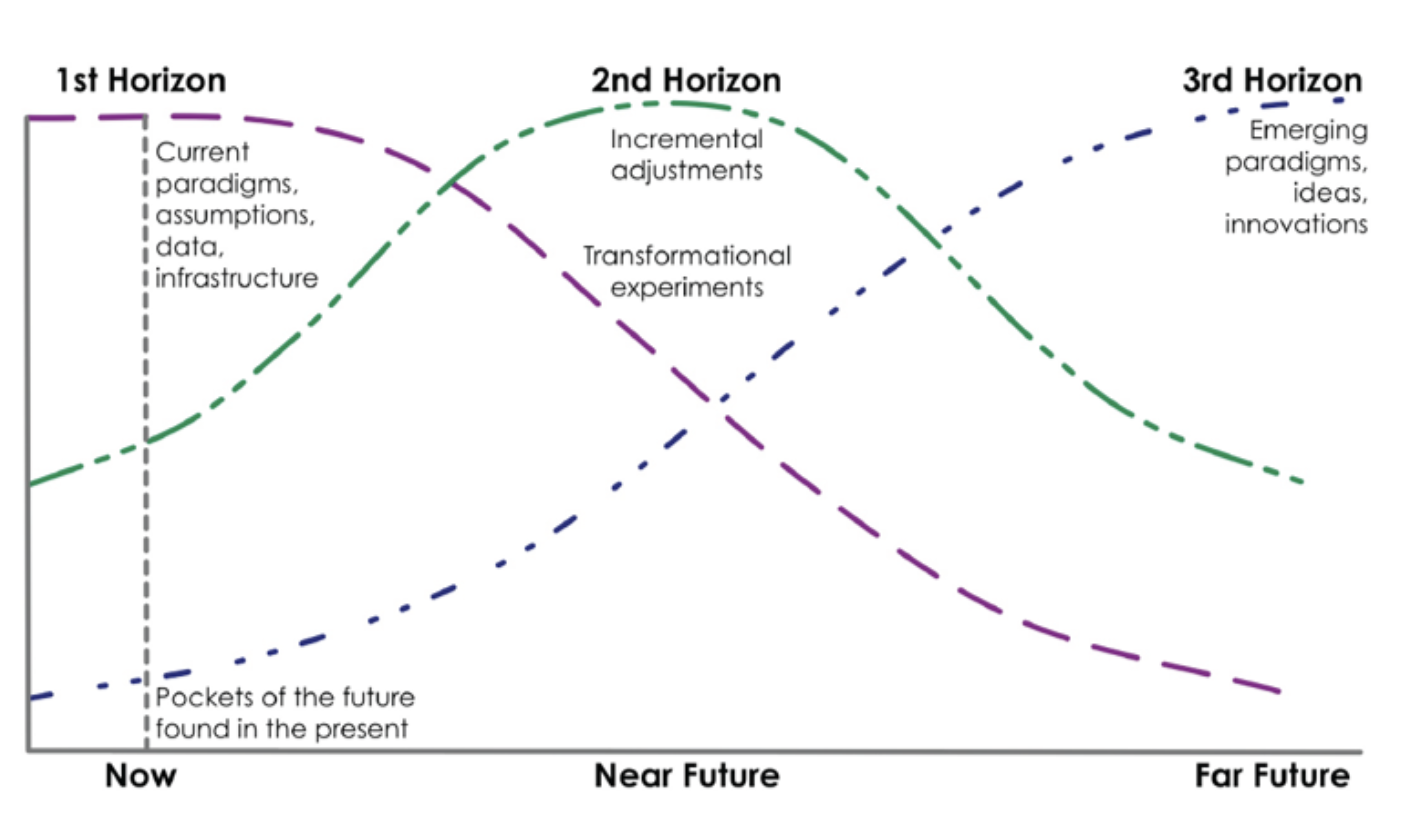 1st Horizon
2nd Horizon
3rd Horizon
Current
paradigms,
assumptions,
data,
infrastructure
Incremental
adjustments
Transformational
experiments
Emerging
paradigms,
ideas,
innovations
Pockets of the future
found in the present
Now
Near Future
Far Future